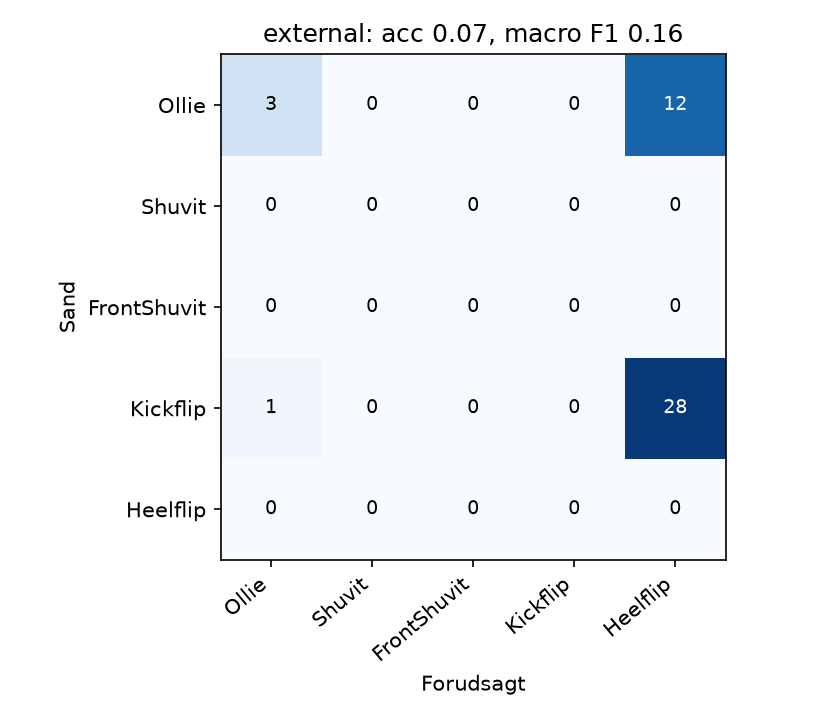 external: acc 0.07, macro F1 0.16
Ollie 3 0 0 0 12
Shuvit 0 0 0 0 0
FrontShuvit 0 0 0 0 0
Kickflip 1 0 0 0 28
Heelflip 0 0 0 0 0
Sand
Ollie Shuvit FrontShuvit Kickflip Heelflip
Forudsagt